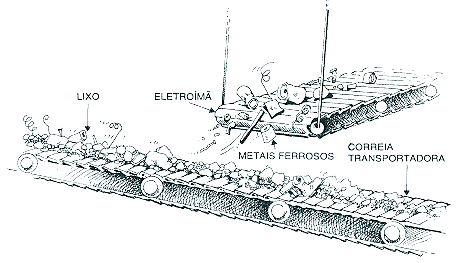 LIXO
ELETROÍMÃ
METAIS FERROSOS
CORREIA
TRANSPORTADORA